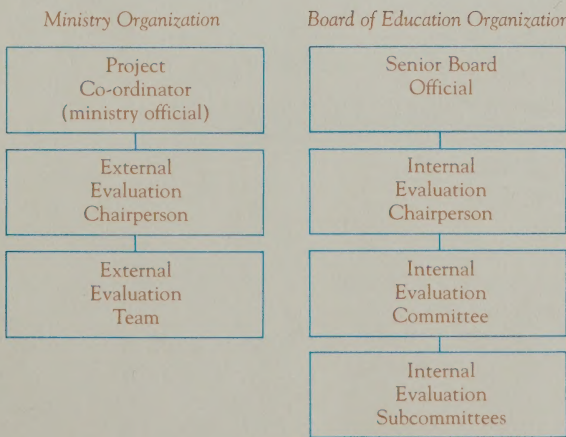 Ministry Organization
Project
Co-ordinator
(ministry official)
External
Evaluation
Chairperson
External
Evaluation
Team
Board of Education Organization
Senior Board
Official
Internal
Evaluation
Chairperson
Internal
Evaluation
Committee
Internal
Evaluation
Subcommittees